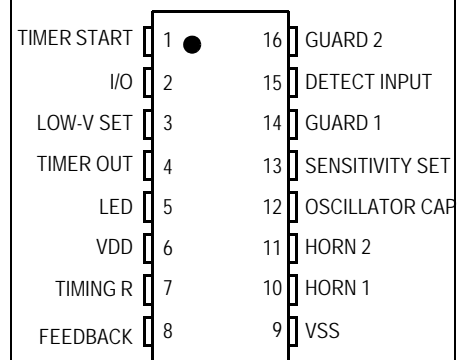 TIMER START 1 16 GUARD 2
I/O 2 15 DETECT INPUT
LOW-V SET 3 14 GUARD 1
TIMER OUT 4 13 SENSITIVITY SET
LED 5 12 OSCILLATOR CAP
VDD 6 11 HORN 2
TIMING R 7 10 HORN 1
FEEDBACK 8 9 VSS